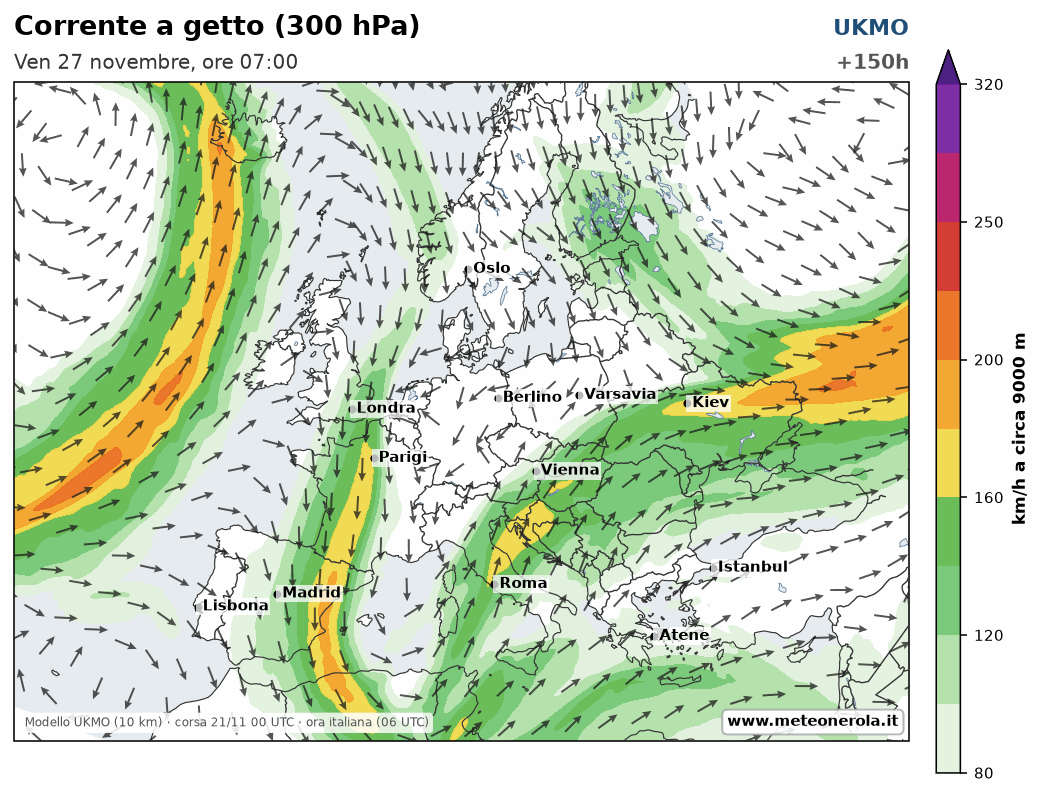 Corrente a getto (300 hPa)
UKMO
Ven 27 novembre, ore 07:00
+150h
320
250
200
160
120
80
km/h a circa 9000 m
Oslo
Berlino
Varsavia
Kiev
Londra
Parigi
Vienna
Istanbul
Roma
Madrid
Lisbona
Atene
Modello UKMO (10 km) · corsa 21/11 00 UTC · ora italiana (06 UTC)
www.meteonerola.it